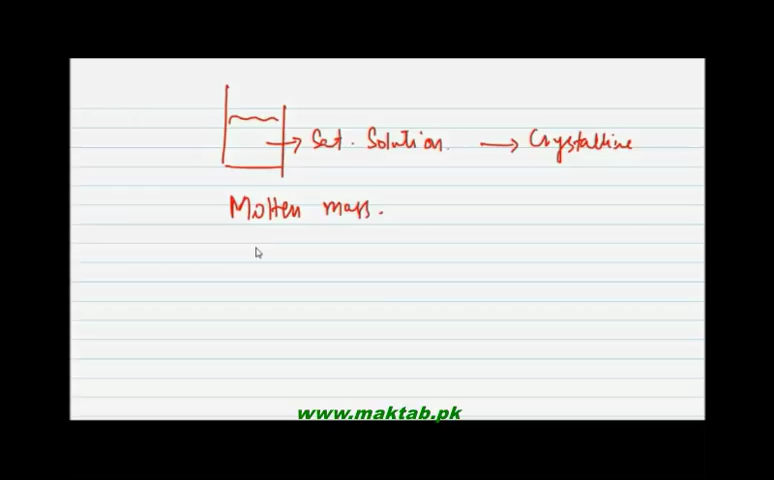 → Sat. Solution. → Crystalline
Molten mass.
www.maktab.pk